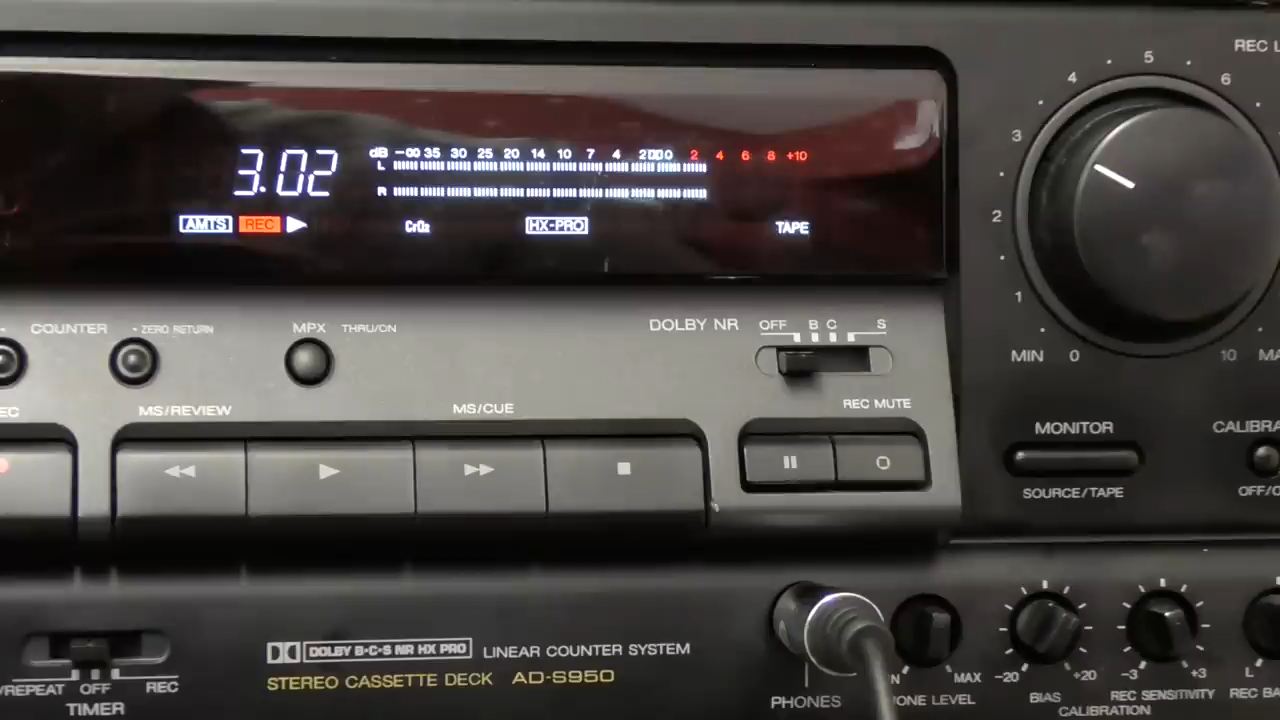 REC L
5
4
6
3
2
1
MIN 0
10 MA
3.02
dB -∞ 35 30 25 20 14 10 7 4 2 0 2 4 6 8 +10
L
R
AMTS REC
CrO2
HX-PRO
TAPE
COUNTER
- ZERO RETURN
MPX THRU/ON
DOLBY NR OFF B C S
EC
MS/REVIEW
MS/CUE
REC MUTE
MONITOR
SOURCE/TAPE
CALIBRA
OFF/
/REPEAT OFF REC
TIMER
DOLBY B·C·S NR HX PRO LINEAR COUNTER SYSTEM
STEREO CASSETTE DECK AD-S950
PHONES
ONE LEVEL
MAX
-20 +20
BIAS
-3 +3
REC SENSITIVITY
CALIBRATION
L
REC BA